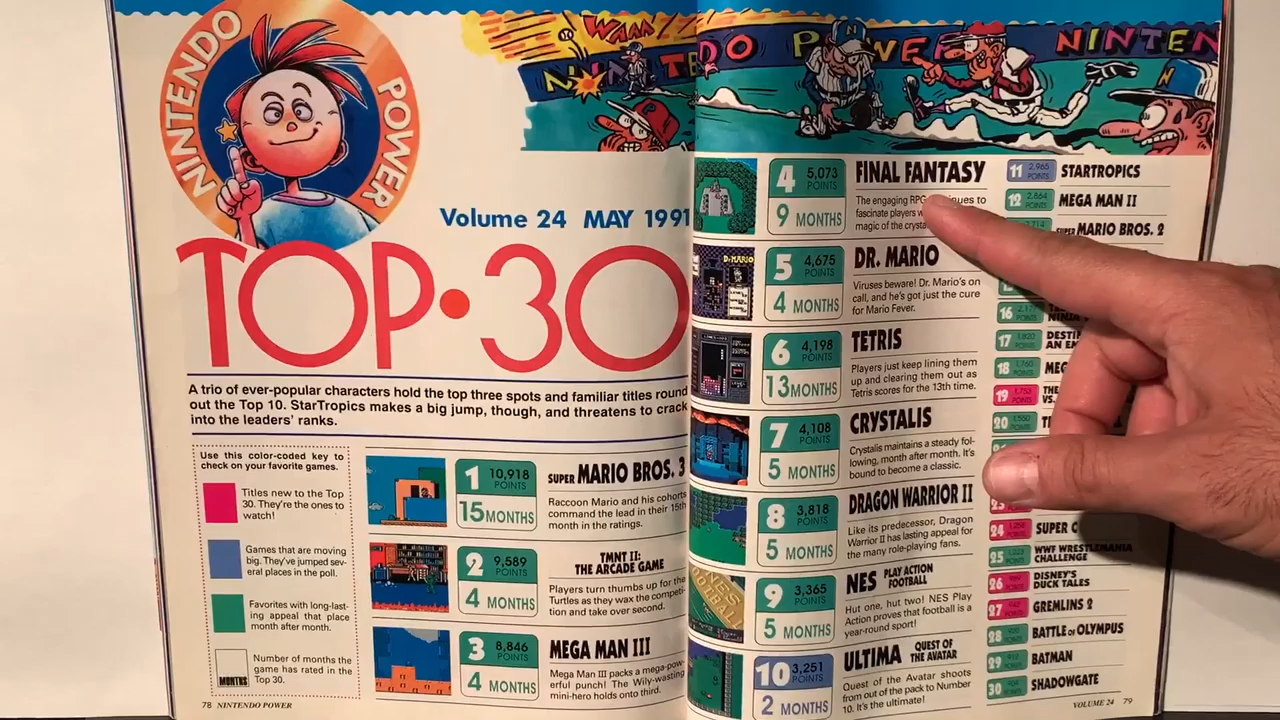 NINTENDO
POWER
WAAK
NINTE
DO POWER
NINTEN
Volume 24 MAY 1991
TOP•30
A trio of ever-popular characters hold the top three spots and familiar titles round
out the Top 10. StarTropics makes a big jump, though, and threatens to crack
into the leaders' ranks.
Use this color-coded key to
check on your favorite games.
Titles new to the Top
30. They're the ones to
watch!
Games that are moving
big. They've jumped sev-
eral places in the poll.
Favorites with long-last-
ing appeal that place
month after month.
Number of months the
game has rated in the
Top 30.
MONTHS
1 10,918
POINTS
15 MONTHS
SUPER MARIO BROS. 3
Raccoon Mario and his cohorts
command the lead in their 15th
month in the ratings.
2 9,589
POINTS
4 MONTHS
TMNT II:
THE ARCADE GAME
Players turn thumbs up for the
Turtles as they wax the competi-
tion and take over second.
3 8,846
POINTS
4 MONTHS
MEGA MAN III
Mega Man III packs a mega-pow-
erful punch! The Wily-wasting
mini-hero holds onto third.
78 NINTENDO POWER
4 5,073
POINTS
9 MONTHS
FINAL FANTASY
The engaging RPG
to
fascinate players
magic of the
5 4,675
POINTS
4 MONTHS
DR. MARIO
Viruses beware! Dr. Mario's on
call, and he's got just the cure
for Mario Fever.
6 4,198
POINTS
13 MONTHS
TETRIS
Players just keep lining them
up and clearing them out as
Tetris scores for the 13th time.
7 4,108
POINTS
5 MONTHS
CRYSTALIS
Crystalis maintains a steady fol-
lowing, month after month. It's
bound to become a classic.
8 3,818
POINTS
5 MONTHS
DRAGON WARRIOR II
Like its predecessor, Dragon
Warrior II has lasting appeal for
the many role-playing fans.
9 3,365
POINTS
5 MONTHS
NES PLAY ACTION
FOOTBALL
Hut one, hut two! NES Play
Action proves that football is a
year-round sport!
10 3,251
POINTS
2 MONTHS
ULTIMA QUEST OF
THE AVATAR
Quest of the Avatar shoots
from out of the pack to Number
10. It's the ultimate!
11 2,965
POINTS
STARTROPICS
12 2,864
POINTS
MEGA MAN II
SUPER MARIO BROS. 2
16
17 1,820
POINTS
18 1,760
POINTS
19
VS.
20 1,550
POINTS
24
SUPER
25
WWF WRESTLEMANIA
CHALLENGE
26
DISNEY'S
DUCK TALES
27
GREMLINS 2
28
BATTLE OF OLYMPUS
29
BATMAN
30
SHADOWGATE
VOLUME 24 79